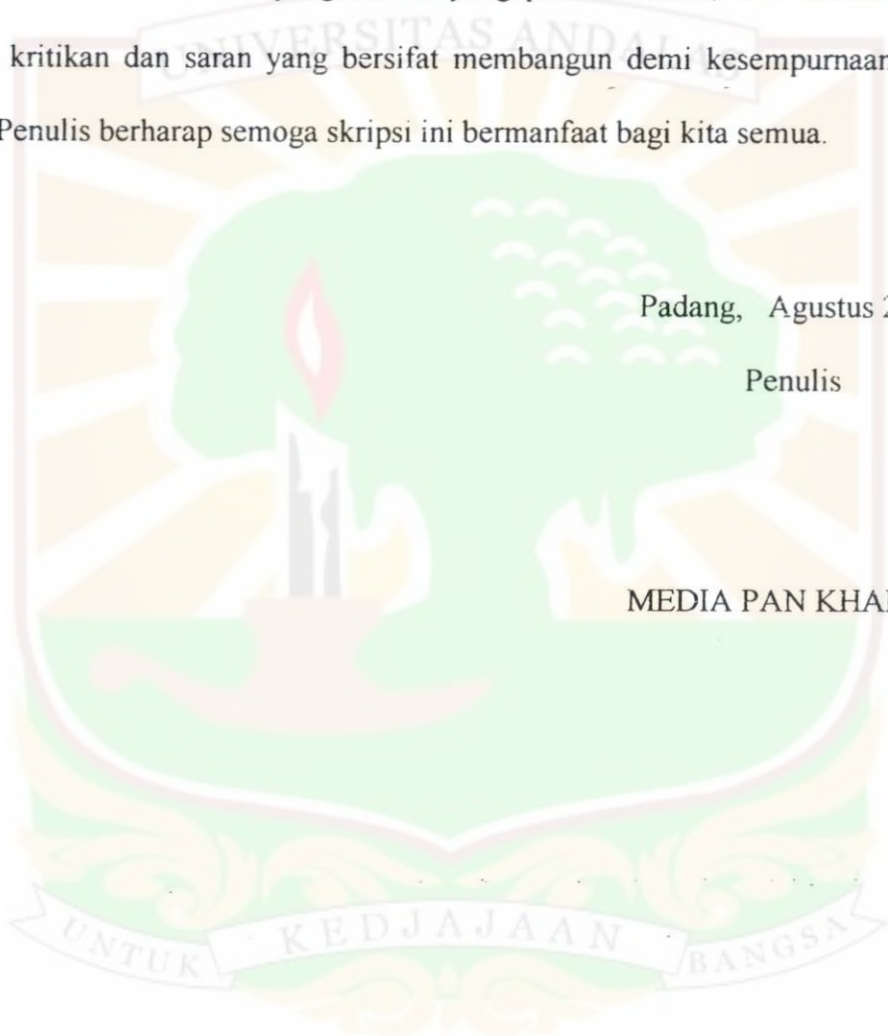 UNIVERSITAS ANDALAS
kritikan dan saran yang bersifat membangun demi kesempurnaan
Penulis berharap semoga skripsi ini bermanfaat bagi kita semua.
Padang, Agustus
Penulis
MEDIA PAN
UNTUK KEDJAJAAN BANGSA